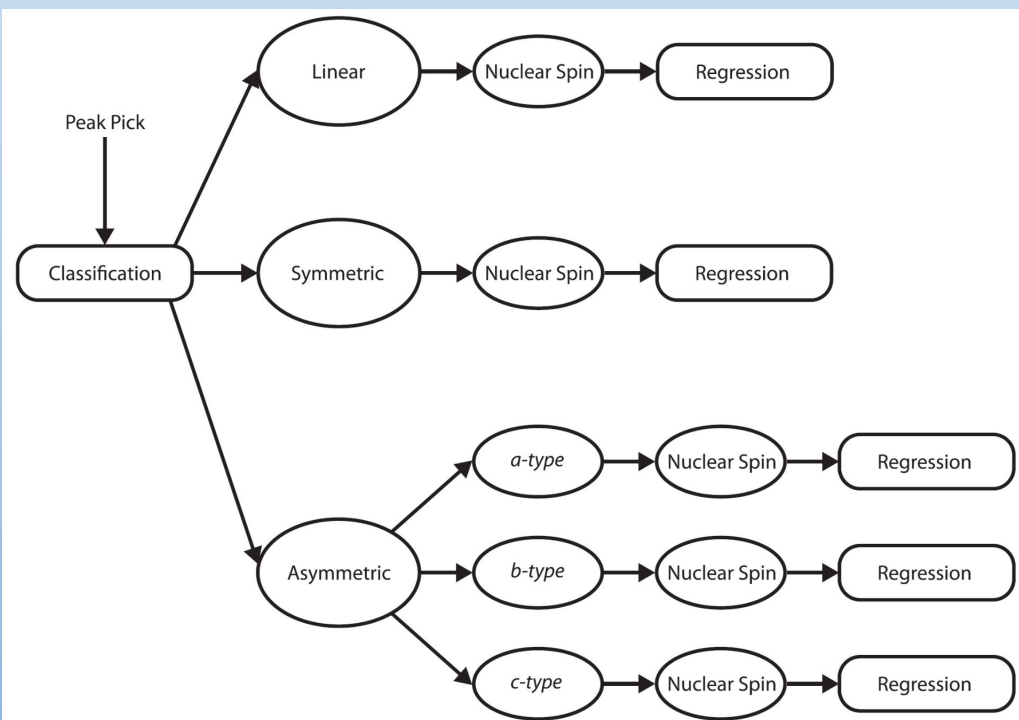 Linear
Nuclear Spin
Regression
Peak Pick
Classification
Symmetric
Nuclear Spin
Regression
a-type
Nuclear Spin
Regression
Asymmetric
b-type
Nuclear Spin
Regression
c-type
Nuclear Spin
Regression